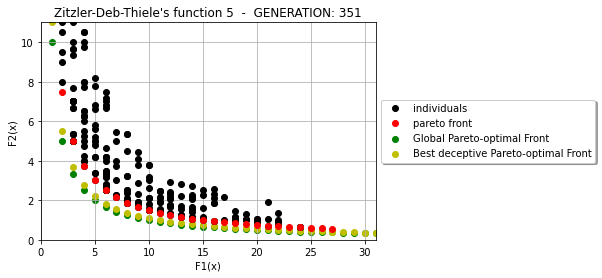 Zitzler-Deb-Thiele's function 5 - GENERATION: 351
10
8
6
4
2
0
F2(x)
0 5 10 15 20 25 30
F1(x)
individuals
pareto front
Global Pareto-optimal Front
Best deceptive Pareto-optimal Front